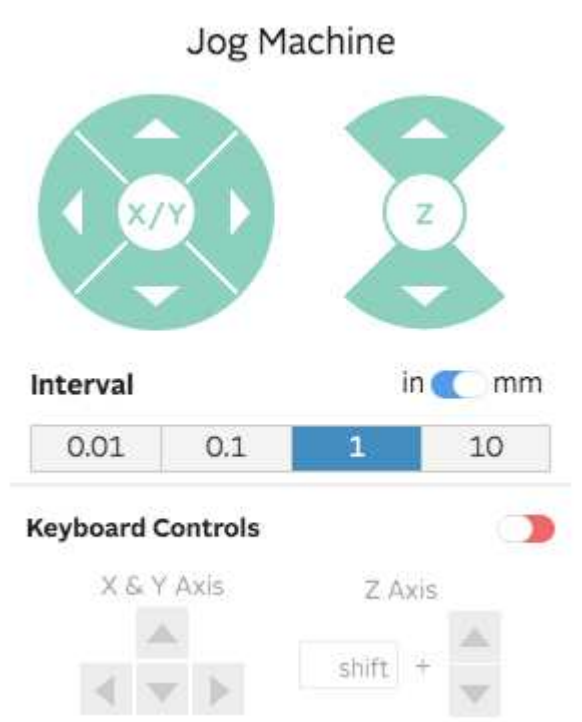 Jog Machine
X/Y
Z
Interval
in mm
0.01 0.1 1 10
Keyboard Controls
X & Y Axis
Z Axis
shift +